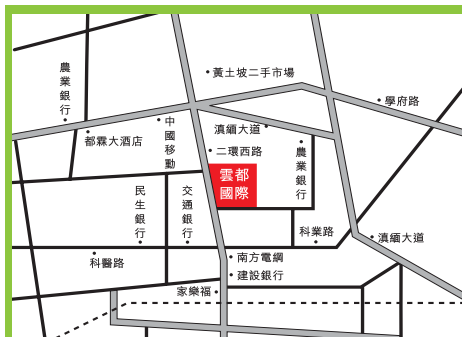 黃土坡二手市場
農業銀行
學府路
中國移動
滇緬大道
都霖大酒店
二環西路
農業銀行
雲都
國際
民生銀行
交通銀行
科業路
滇緬大道
科醫路
南方電網
建設銀行
家樂福